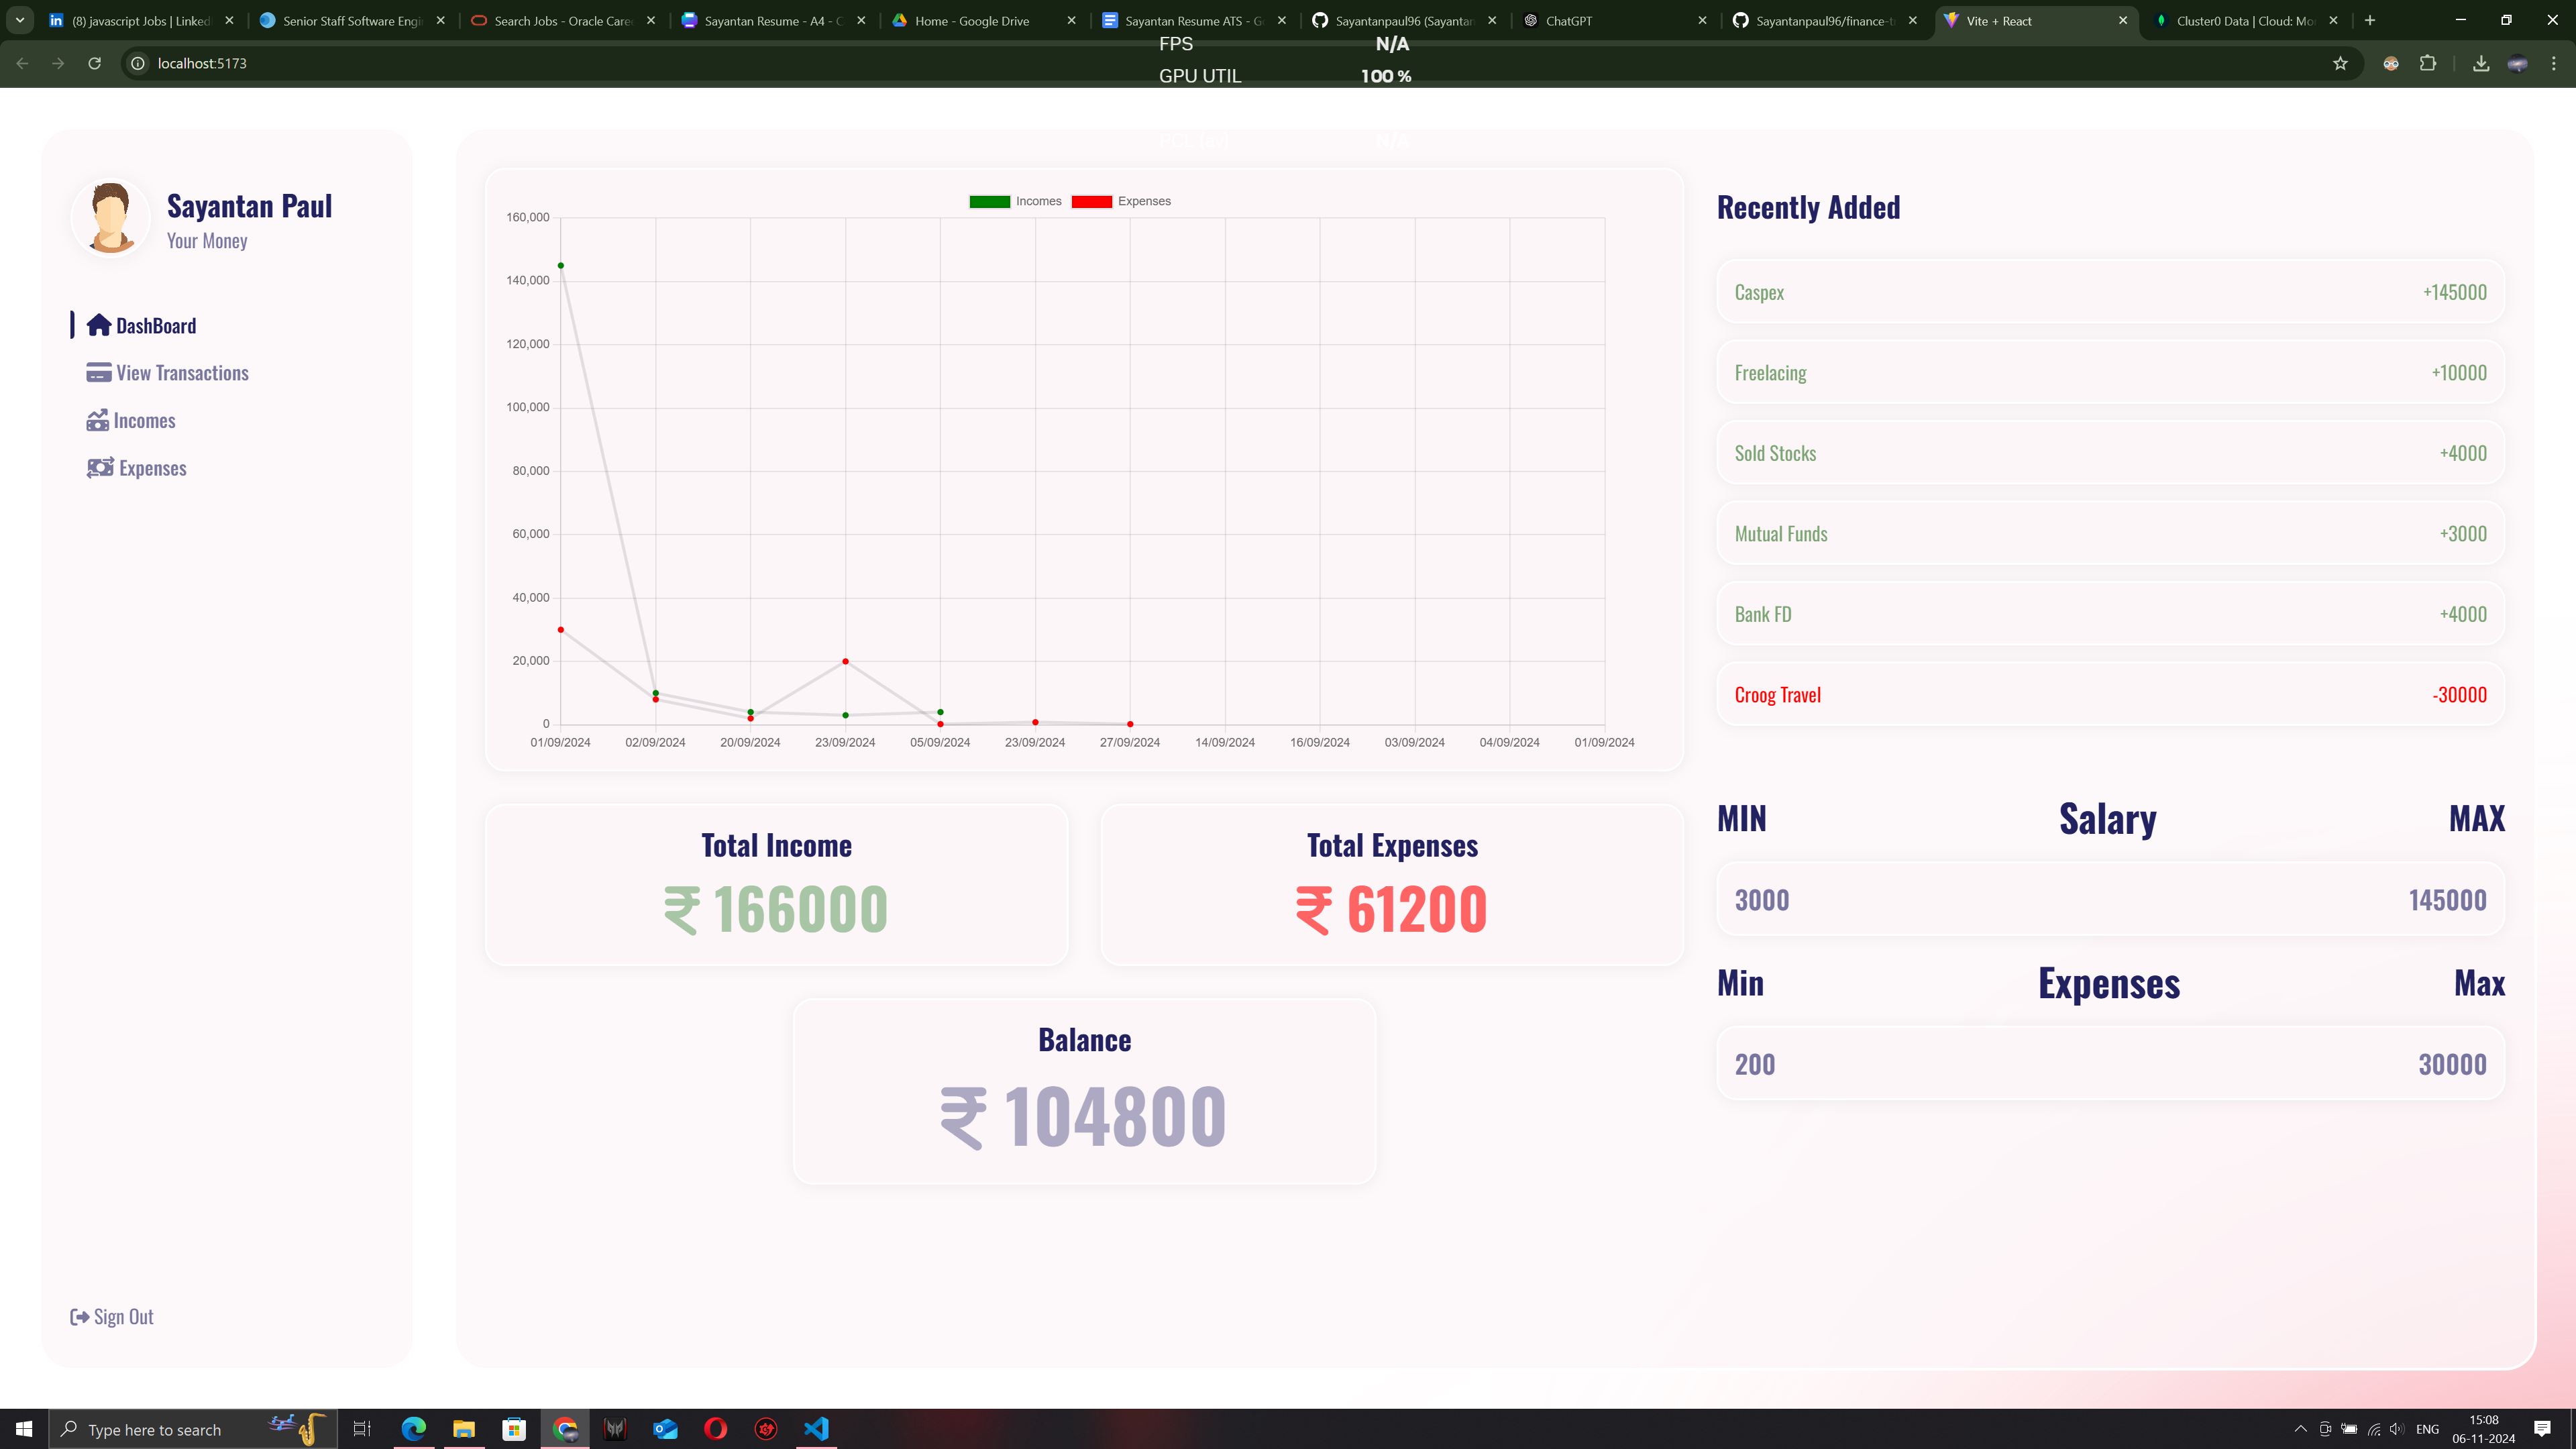 (8) javascript Jobs | Linked
Senior Staff Software Engi
Search Jobs - Oracle Care
Sayantan Resume - A4 - C
Home - Google Drive
Sayantan Resume ATS - G
Sayantanpaul96 (Sayantan
ChatGPT
Sayantanpaul96/finance-t
Vite + React
Cluster0 Data | Cloud: Mo
localhost:5173
FPS N/A
GPU UTIL 100 %
N/A
Sayantan Paul
Your Money
DashBoard
View Transactions
Incomes
Expenses
Sign Out
Incomes Expenses
160,000
140,000
120,000
100,000
80,000
60,000
40,000
20,000
0
01/09/2024 02/09/2024 20/09/2024 23/09/2024 05/09/2024 23/09/2024 27/09/2024 14/09/2024 16/09/2024 03/09/2024 04/09/2024 01/09/2024
Total Income
₹ 166000
Total Expenses
₹ 61200
Balance
₹ 104800
Recently Added
Caspex +145000
Freelacing +10000
Sold Stocks +4000
Mutual Funds +3000
Bank FD +4000
Croog Travel -30000
MIN Salary MAX
3000 145000
Min Expenses Max
200 30000
Type here to search
ENG
15:08
06-11-2024